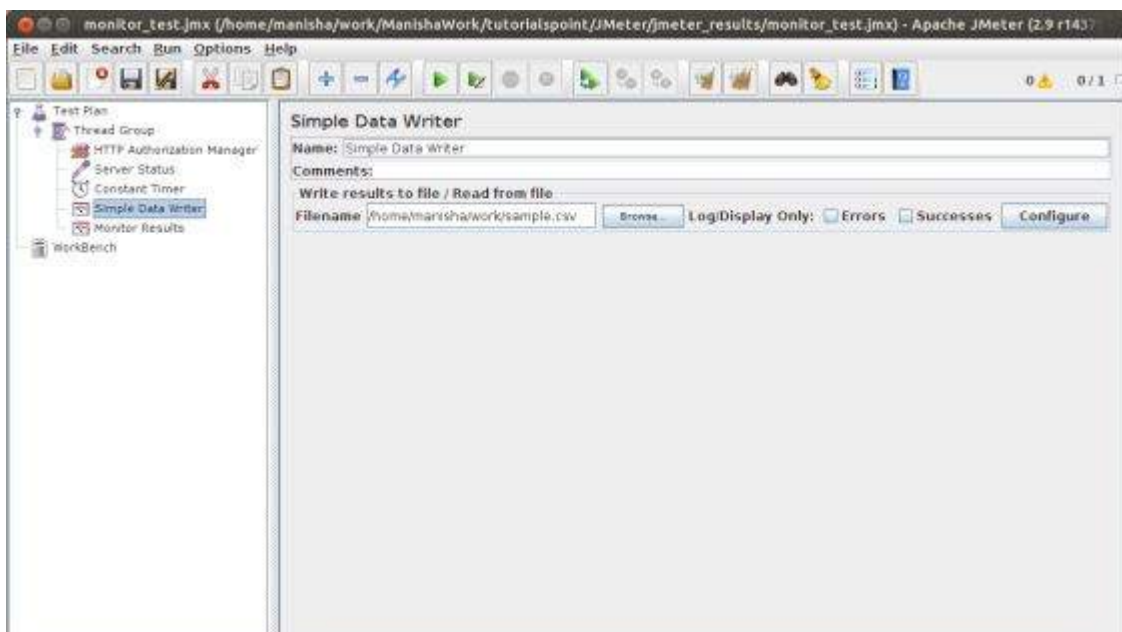 monitor_test.jmx (/home/manisha/work/ManishaWork/tutorialspoint/JMeter/jmeter_results/monitor_test.jmx) - Apache JMeter (2.9 r1437
File Edit Search Run Options Help
0 0/1
Test Plan
Thread Group
HTTP Authorization Manager
Server Status
Constant Timer
Simple Data Writer
Monitor Results
WorkBench
Simple Data Writer
Name: Simple Data Writer
Comments:
Write results to file / Read from file
Filename /home/manisha/work/sample.csv Browse... Log/Display Only: Errors Successes Configure